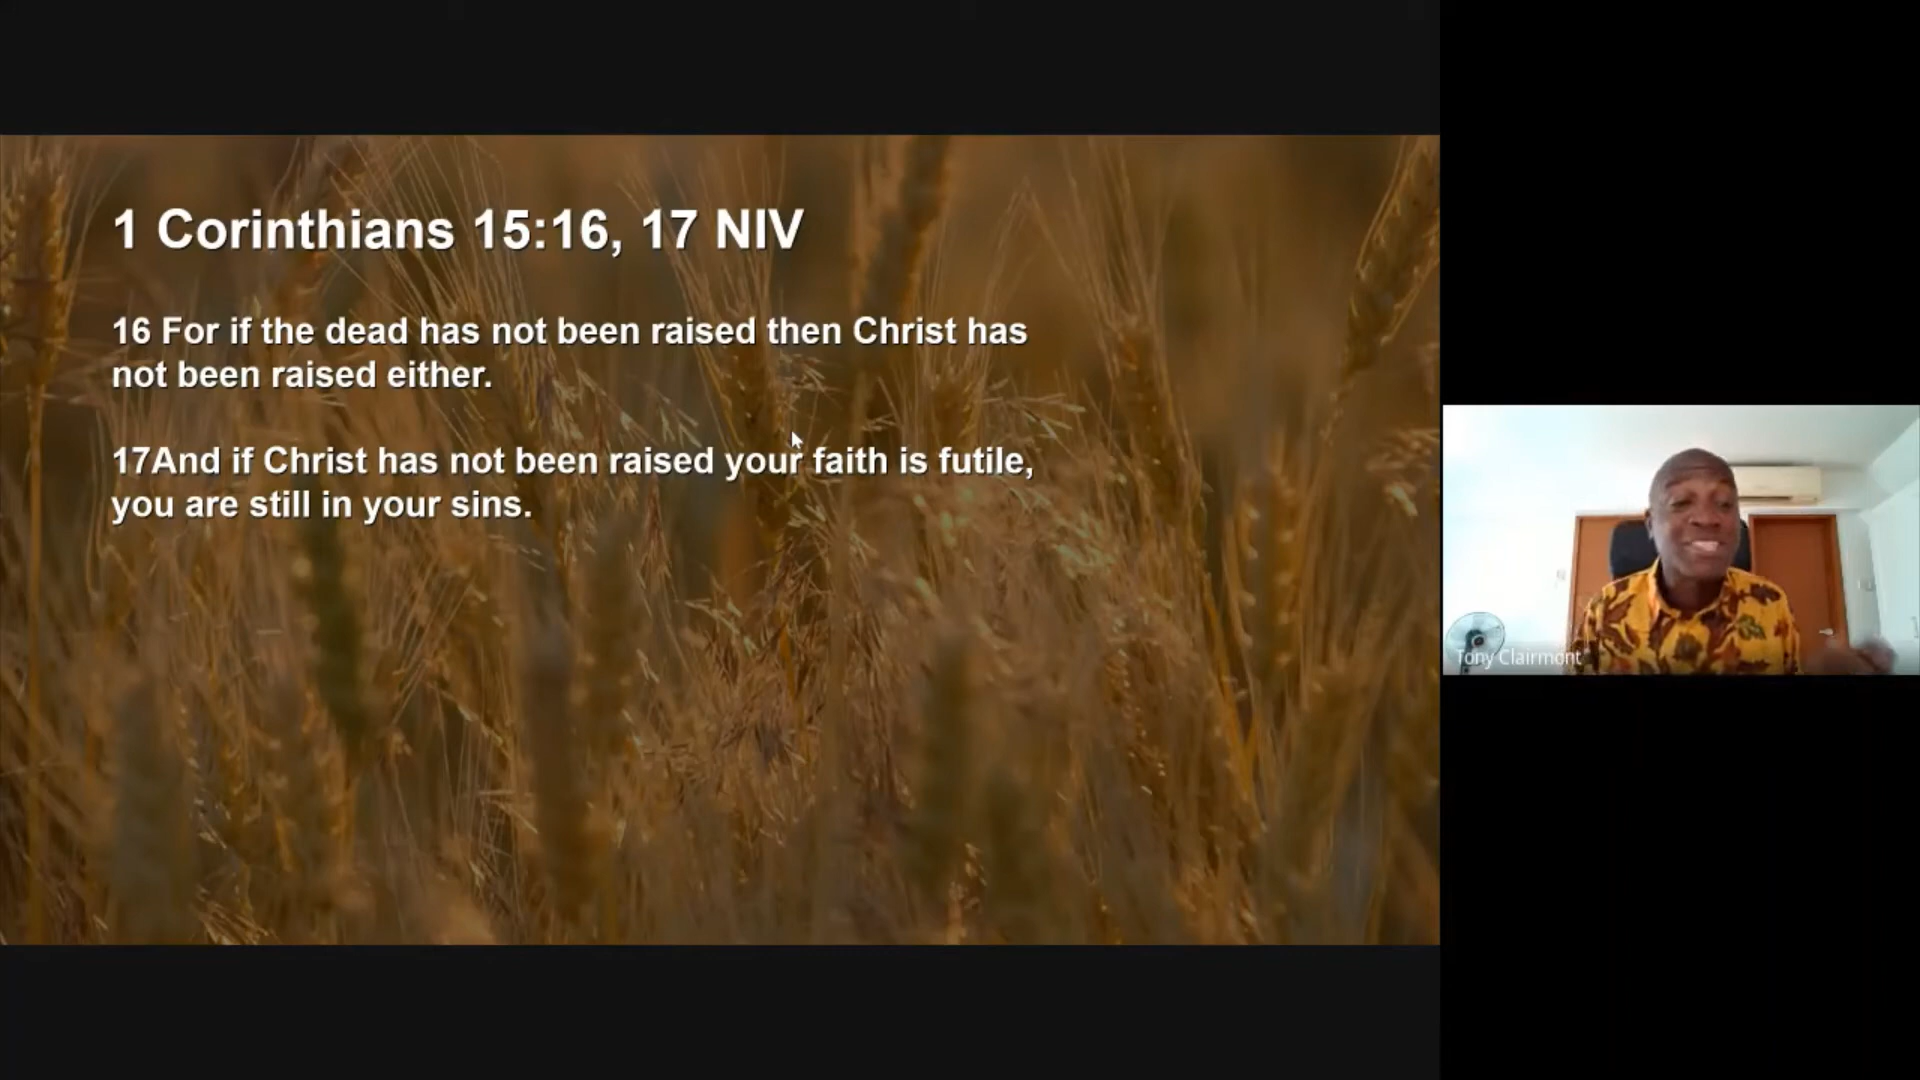 1 Corinthians 15:16, 17 NIV
16 For if the dead has not been raised then Christ has
not been raised either.
17And if Christ has not been raised your faith is futile,
you are still in your sins.
Tony Clairmont